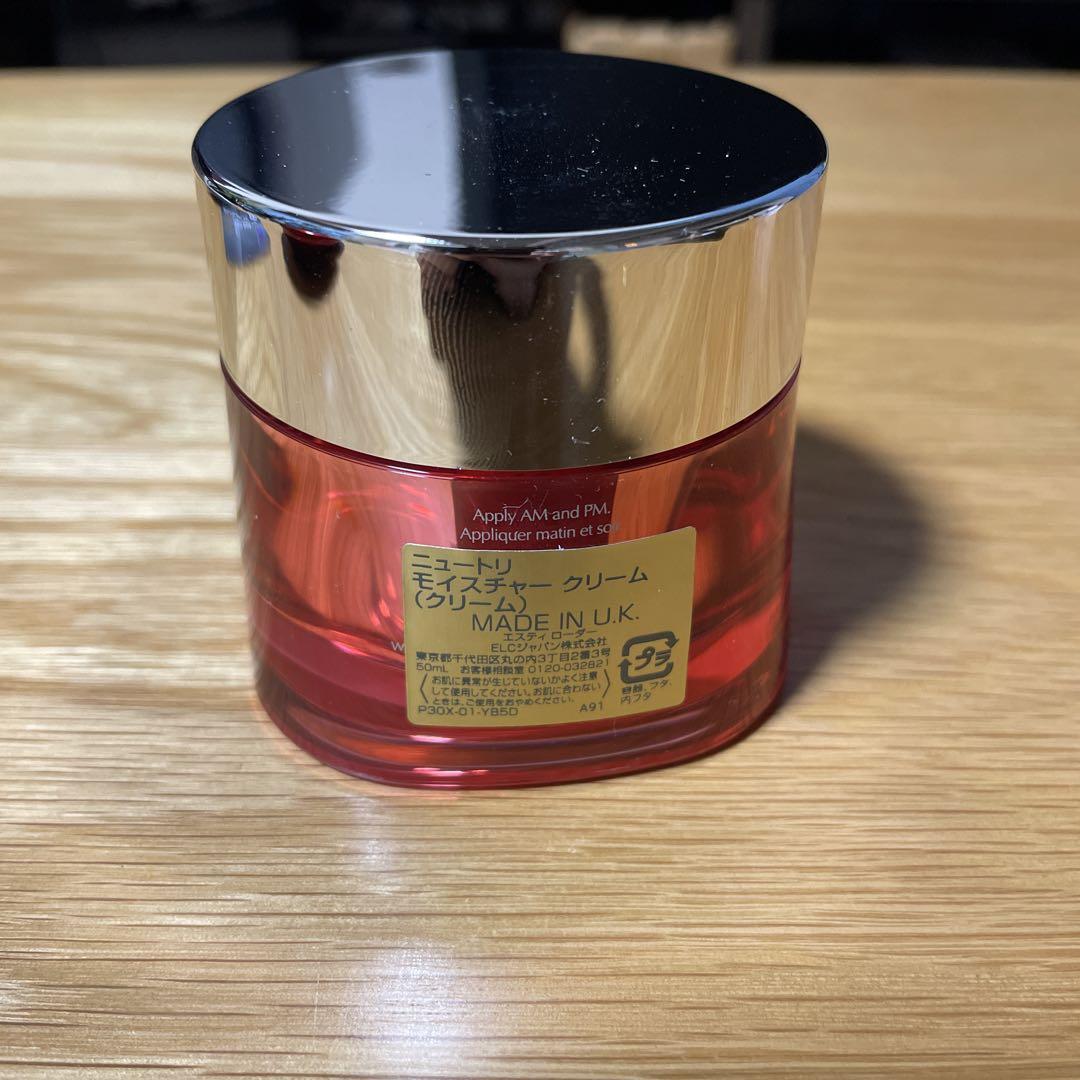 Apply AM and PM.
Appliquer matin et
ニュートリ
モイスチャー クリーム
(クリーム)
MADE IN U.K.
エスティ ローダー
ELCジャパン株式会社
東京都千代田区丸の内3丁目2番3号
50mL お客様相談室 0120-032821
お肌に異常が生じていないかよく注意
して使用してください。お肌に合わない
ときは、ご使用をおやめください。
P30X-01-YB5D A91
プラ
容器、フタ、
内フタ